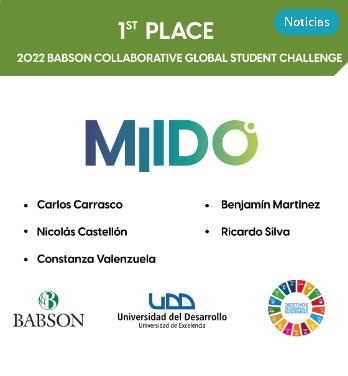 Noticias
1ST PLACE
2022 BABSON COLLABORATIVE GLOBAL STUDENT CHALLENGE
MIIDO
• Carlos Carrasco
• Nicolás Castellón
• Constanza Valenzuela
• Benjamín Martinez
• Ricardo Silva
BABSON
UDD
Universidad del Desarrollo
Universidad de Excelencia
OBJETIVOS
DE DESARROLLO
SOSTENIBLE